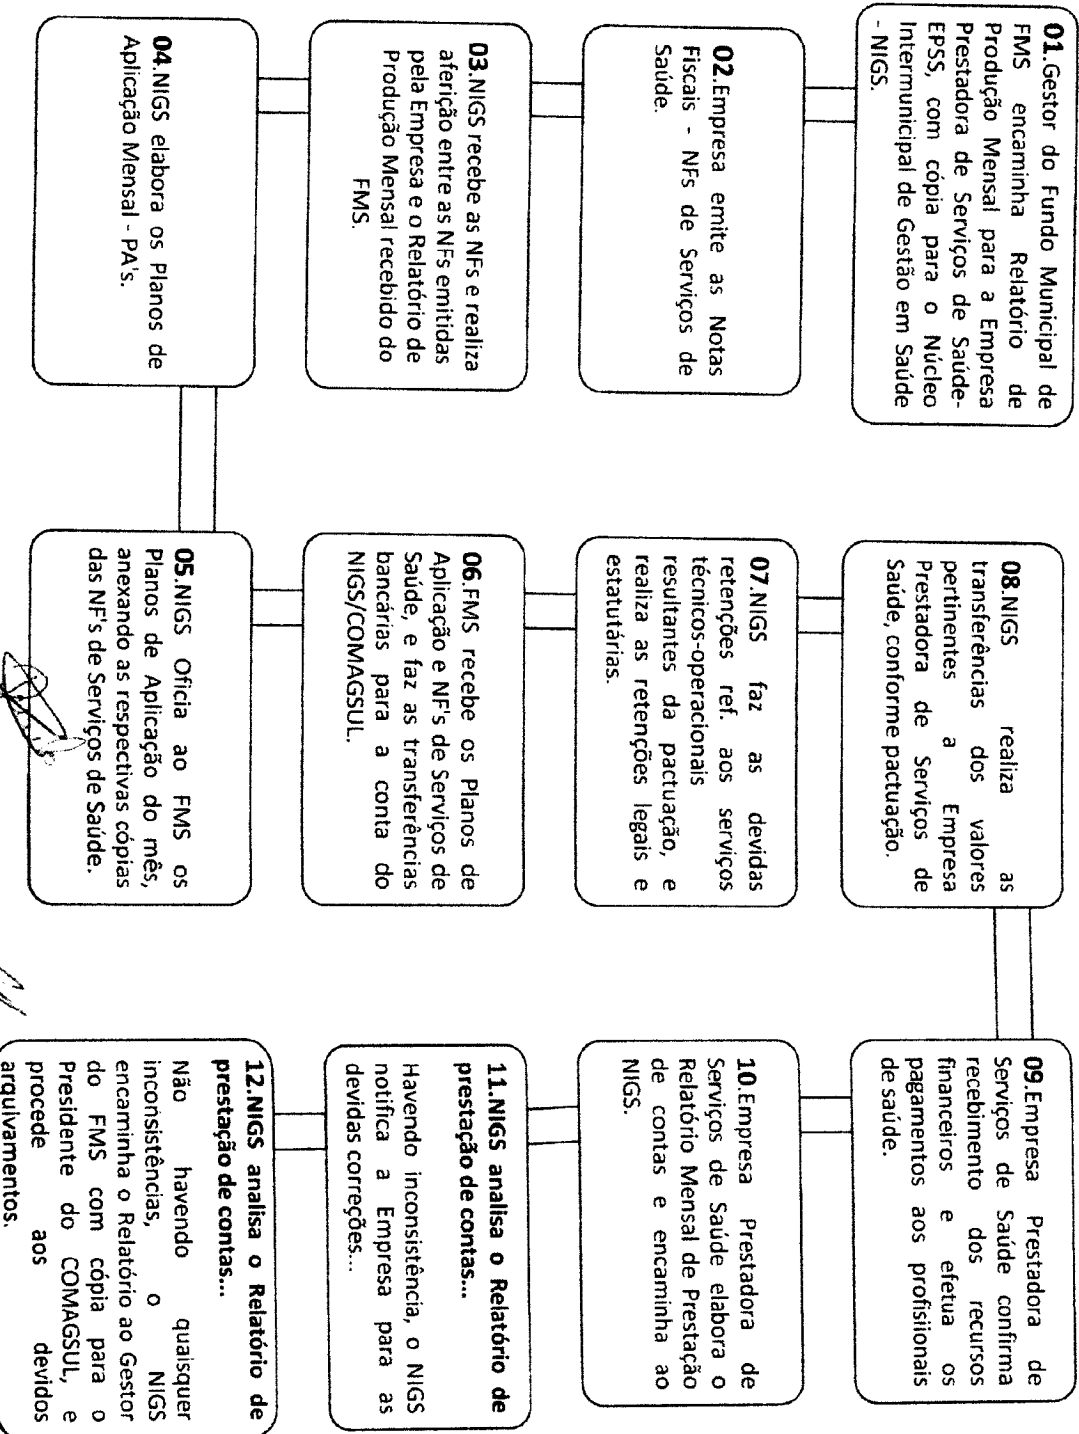 01.Gestor do Fundo Municipal de
FMS encaminha Relatório de
Produção Mensal para a Empresa
Prestadora de Serviços de Saúde-
EPSS, com cópia para o Núcleo
Intermunicipal de Gestão em Saúde
- NIGS.
02.Empresa emite as Notas
Fiscais - NFs de Serviços de
Saúde.
03.NIGS recebe as NFs e realiza
aferição entre as NFs emitidas
pela Empresa e o Relatório de
Produção Mensal recebido do
FMS.
04.NIGS elabora os Planos de
Aplicação Mensal - PA's.
05.NIGS Oficia ao FMS os
Planos de Aplicação do mês,
anexando as respectivas cópias
das NF's de Serviços de Saúde.
06.FMS recebe os Planos de
Aplicação e NF's de Serviços de
Saúde, e faz as transferências
bancárias para a conta do
NIGS/COMAGSUL.
07.NIGS faz as devidas
retenções ref. aos serviços
técnicos-operacionais
resultantes da pactuação, e
realiza as retenções legais e
estatutárias.
08.NIGS realiza as
transferências dos valores
pertinentes a Empresa
Prestadora de Serviços de
Saúde, conforme pactuação.
09.Empresa Prestadora de
Serviços de Saúde confirma
recebimento dos recursos
financeiros e efetua os
pagamentos aos profisiionais
de saúde.
10.Empresa Prestadora de
Serviços de Saúde elabora o
Relatório Mensal de Prestação
de contas e encaminha ao
NIGS.
11.NIGS analisa o Relatório de
prestação de contas...
Havendo inconsistência, o NIGS
notifica a Empresa para as
devidas correções...
12.NIGS analisa o Relatório de
prestação de contas...
Não havendo quaisquer
inconsistências, o NIGS
encaminha o Relatório ao Gestor
do FMS com cópia para o
Presidente do COMAGSUL, e
procede aos devidos
arquivamentos.